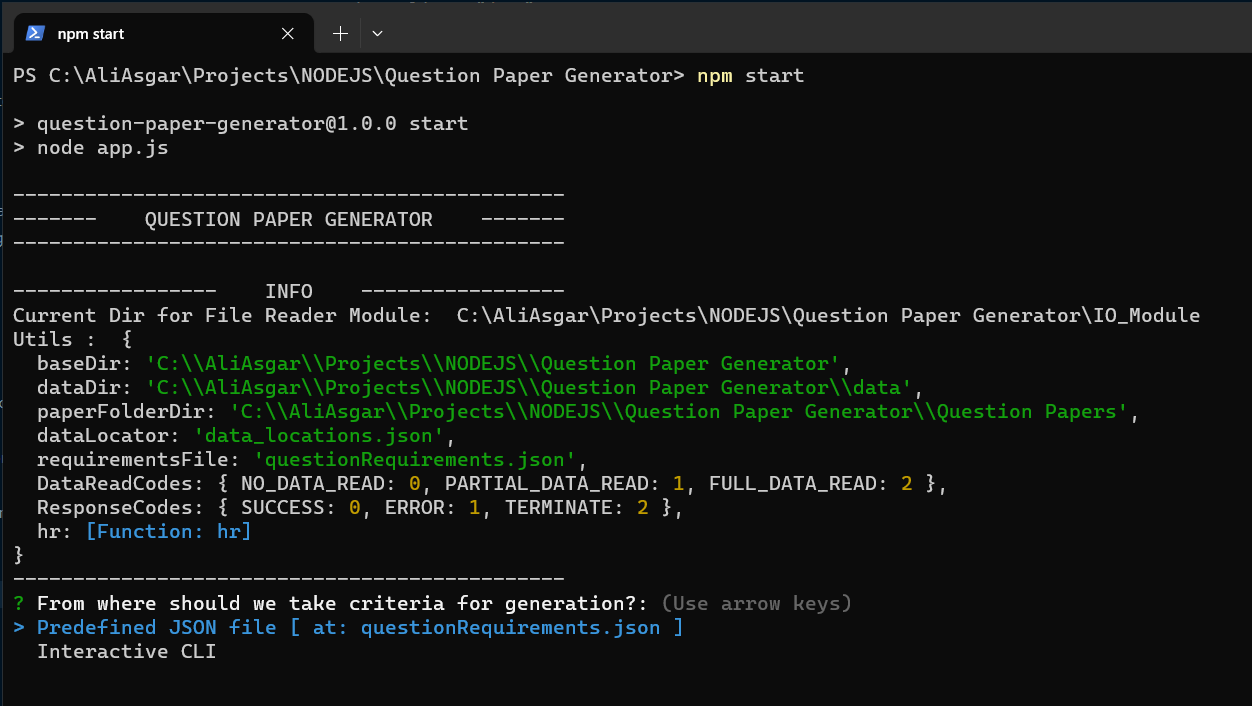 npm start
PS C:\AliAsgar\Projects\NODEJS\Question Paper Generator> npm start
> question-paper-generator@1.0.0 start
> node app.js
----------------------------------------------
-------    QUESTION PAPER GENERATOR    -------
----------------------------------------------
-----------------    INFO    -----------------
Current Dir for File Reader Module:  C:\AliAsgar\Projects\NODEJS\Question Paper Generator\IO_Module
Utils :  {
  baseDir: 'C:\\AliAsgar\\Projects\\NODEJS\\Question Paper Generator',
  dataDir: 'C:\\AliAsgar\\Projects\\NODEJS\\Question Paper Generator\\data',
  paperFolderDir: 'C:\\AliAsgar\\Projects\\NODEJS\\Question Paper Generator\\Question Papers',
  dataLocator: 'data_locations.json',
  requirementsFile: 'questionRequirements.json',
  DataReadCodes: { NO_DATA_READ: 0, PARTIAL_DATA_READ: 1, FULL_DATA_READ: 2 },
  ResponseCodes: { SUCCESS: 0, ERROR: 1, TERMINATE: 2 },
  hr: [Function: hr]
}
----------------------------------------------
? From where should we take criteria for generation?: (Use arrow keys)
> Predefined JSON file [ at: questionRequirements.json ]
  Interactive CLI